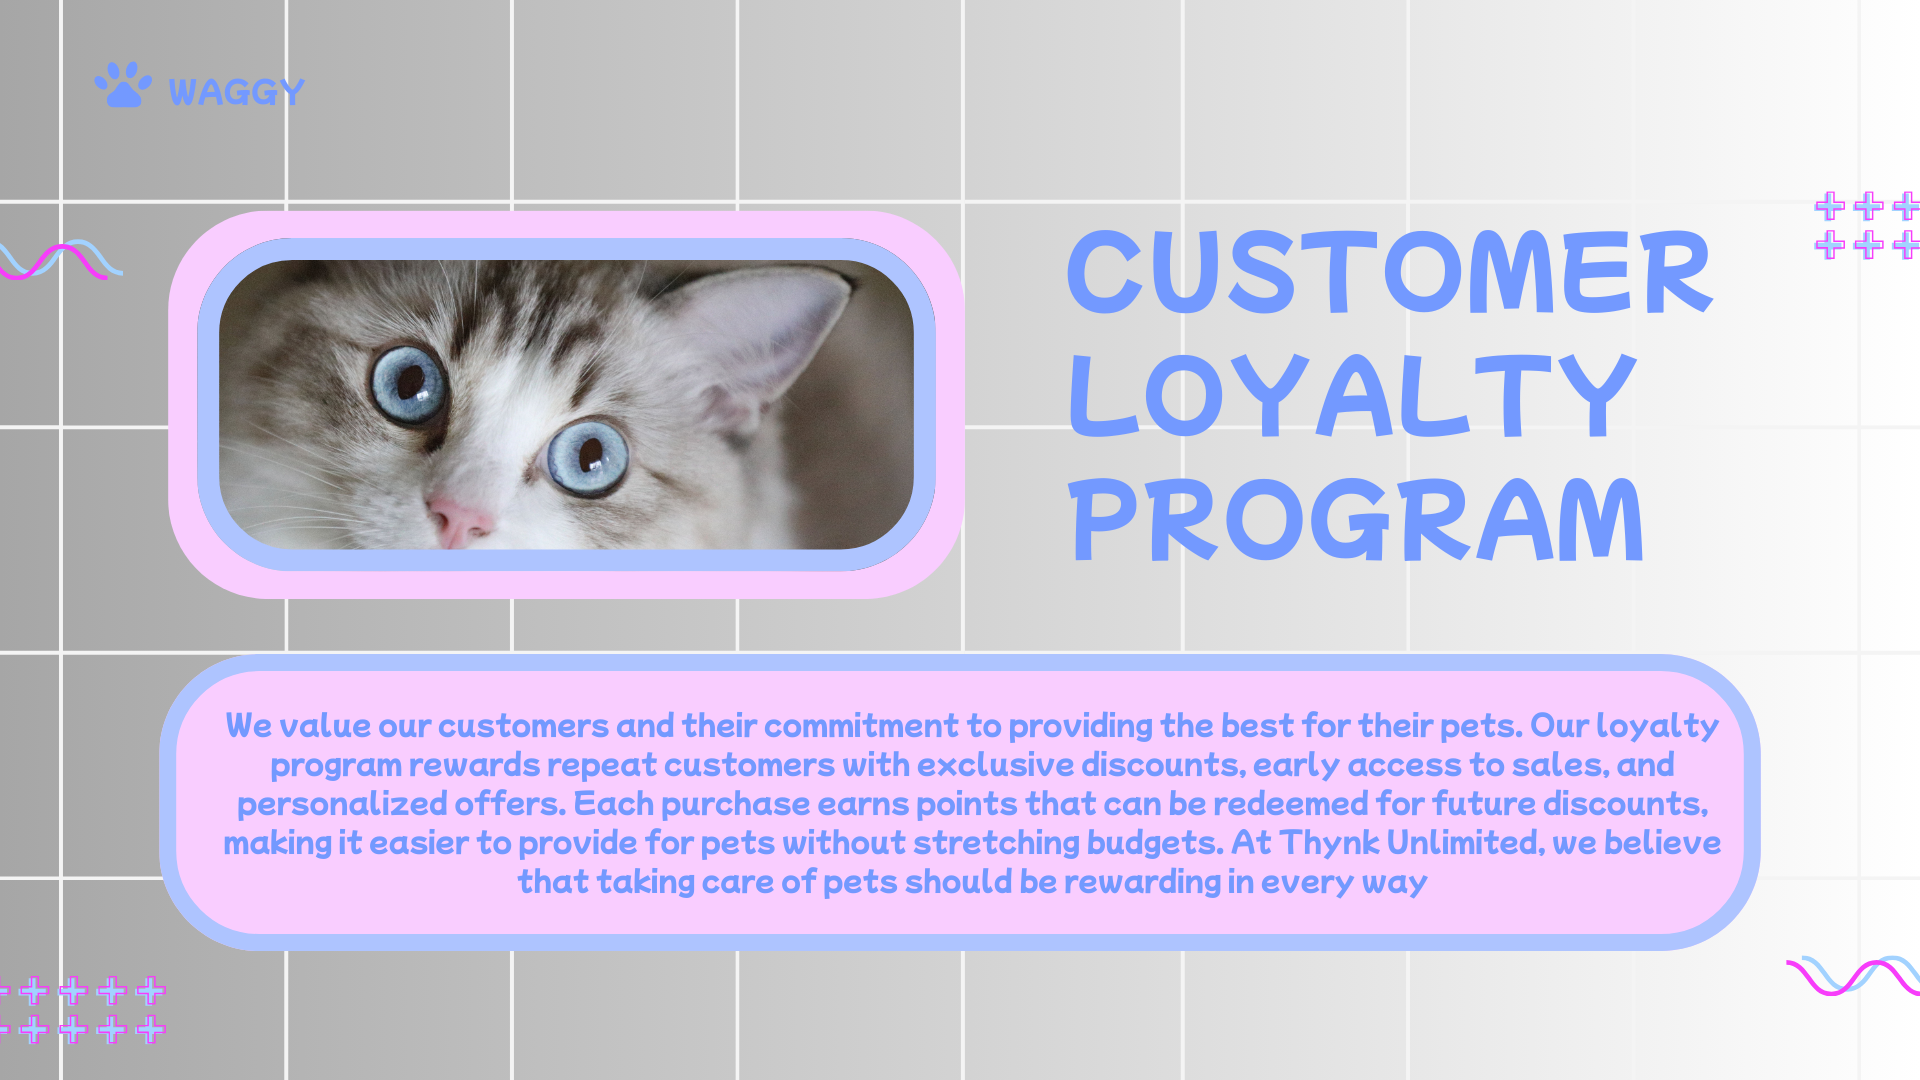 WAGGY
CUSTOMER
LOYALTY
PROGRAM
We value our customers and their commitment to providing the best for their pets. Our loyalty
program rewards repeat customers with exclusive discounts, early access to sales, and
personalized offers. Each purchase earns points that can be redeemed for future discounts,
making it easier to provide for pets without stretching budgets. At Thynk Unlimited, we believe
that taking care of pets should be rewarding in every way